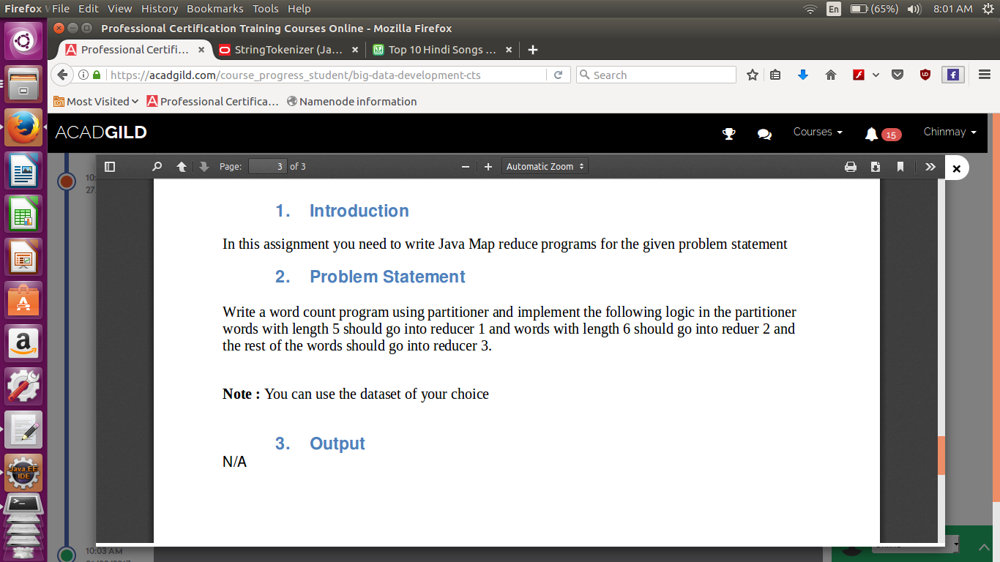 Firefox W File Edit View History Bookmarks Tools Help En (65%) 8:01 AM
Professional Certification Training Courses Online - Mozilla Firefox
Professional Certifi... StringTokenizer (Ja... Top 10 Hindi Songs ...
https://acadgild.com/course_progress_student/big-data-development-cts Search
Most Visited Professional Certifica... Namenode information
ACADGILD Courses 15 Chinmay
Page: 3 of 3 Automatic Zoom
10:
27
1. Introduction
In this assignment you need to write Java Map reduce programs for the given problem statement
2. Problem Statement
Write a word count program using partitioner and implement the following logic in the partitioner
words with length 5 should go into reducer 1 and words with length 6 should go into reduer 2 and
the rest of the words should go into reducer 3.
Note : You can use the dataset of your choice
3. Output
N/A
Java EE
IDE
10:03 AM